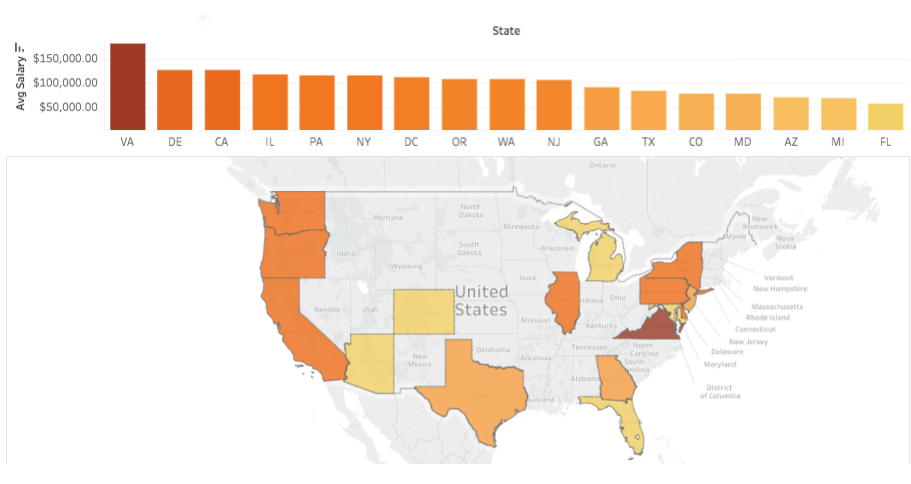 State
Avg Salary
$150,000.00
$100,000.00
$50,000.00
VA DE CA IL PA NY DC OR WA NJ GA TX CO MD AZ MI FL
Ontario
New
Brunswick
Maine
Nova
Scotia
Montana
North
Dakota
Minnesota
Idaho
South
Dakota
Wisconsin
Wyoming
Iowa
Vermont
New Hampshire
United
States
Nevada
Utah
Indiana
Ohio
Massachusetts
Rhode Island
Connecticut
Missouri
Kentucky
New Jersey
Delaware
Maryland
New
Mexico
Oklahoma
Arkansas
Tennessee
North
Carolina
South
Carolina
Alabama
Louisiana
District
of Columbia